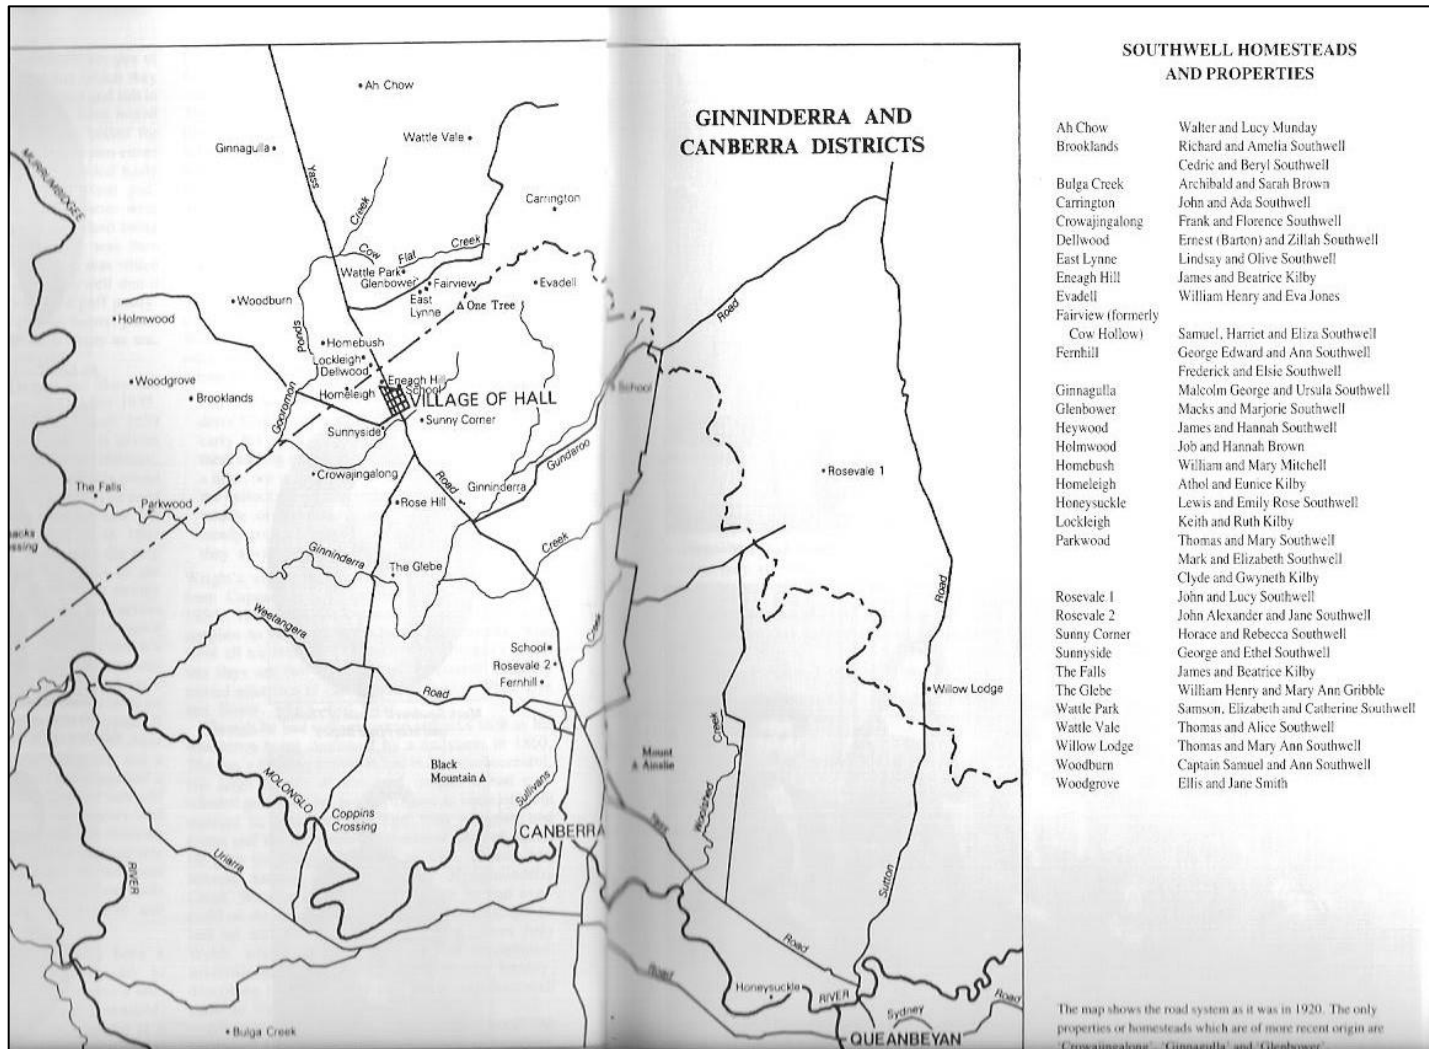 GINNINDERRA AND
CANBERRA DISTRICTS
MURRUMBIDGEE
Ah Chow
Wattle Vale
Ginnagulla
Yass
Carrington
Creek
Cow
Flat
Creek
Wattle Park
Glenbower
Fairview
East
Lynne
Evadell
One Tree
Woodburn
Holmwood
Ponds
Homebush
Lockleigh
Dellwood
Woodgrove
Brooklands
Homeleigh
Eneagh Hill
School
VILLAGE OF HALL
Gooromon
Sunnyside
Sunny Corner
School
Road
Crowajingalong
Road
Gundaroo
Ginninderra
Rosevale 1
The Falls
Parkwood
Rose Hill
Ginninderra
Creek
The Glebe
Road
Weetangera
Creek
School
Rosevale 2
Fernhill
Road
Willow Lodge
Creek
Mount
Ainslie
Black
Mountain
Sullivans
Woolshed
MOLONGLO
Coppins
Crossing
CANBERRA
Yass
Uriarra
RIVER
Sutton
Road
Road
Honeysuckle
RIVER
Sydney
Road
Bulga Creek
QUEANBEYAN
SOUTHWELL HOMESTEADS
AND PROPERTIES
Ah Chow Walter and Lucy Munday
Brooklands Richard and Amelia Southwell
Cedric and Beryl Southwell
Bulga Creek Archibald and Sarah Brown
Carrington John and Ada Southwell
Crowajingalong Frank and Florence Southwell
Dellwood Ernest (Barton) and Zillah Southwell
East Lynne Lindsay and Olive Southwell
Eneagh Hill James and Beatrice Kilby
Evadell William Henry and Eva Jones
Fairview (formerly
Cow Hollow) Samuel, Harriet and Eliza Southwell
Fernhill George Edward and Ann Southwell
Frederick and Elsie Southwell
Ginnagulla Malcolm George and Ursula Southwell
Glenbower Macks and Marjorie Southwell
Heywood James and Hannah Southwell
Holmwood Job and Hannah Brown
Homebush William and Mary Mitchell
Homeleigh Athol and Eunice Kilby
Honeysuckle Lewis and Emily Rose Southwell
Lockleigh Keith and Ruth Kilby
Parkwood Thomas and Mary Southwell
Mark and Elizabeth Southwell
Clyde and Gwyneth Kilby
Rosevale 1 John and Lucy Southwell
Rosevale 2 John Alexander and Jane Southwell
Sunny Corner Horace and Rebecca Southwell
Sunnyside George and Ethel Southwell
The Falls James and Beatrice Kilby
The Glebe William Henry and Mary Ann Gribble
Wattle Park Samson, Elizabeth and Catherine Southwell
Wattle Vale Thomas and Alice Southwell
Willow Lodge Thomas and Mary Ann Southwell
Woodburn Captain Samuel and Ann Southwell
Woodgrove Ellis and Jane Smith
The map shows the road system as it was in 1920. The only
properties or homesteads which are of more recent origin are
'Crowajingalong', 'Ginnagulla' and 'Glenbower'.